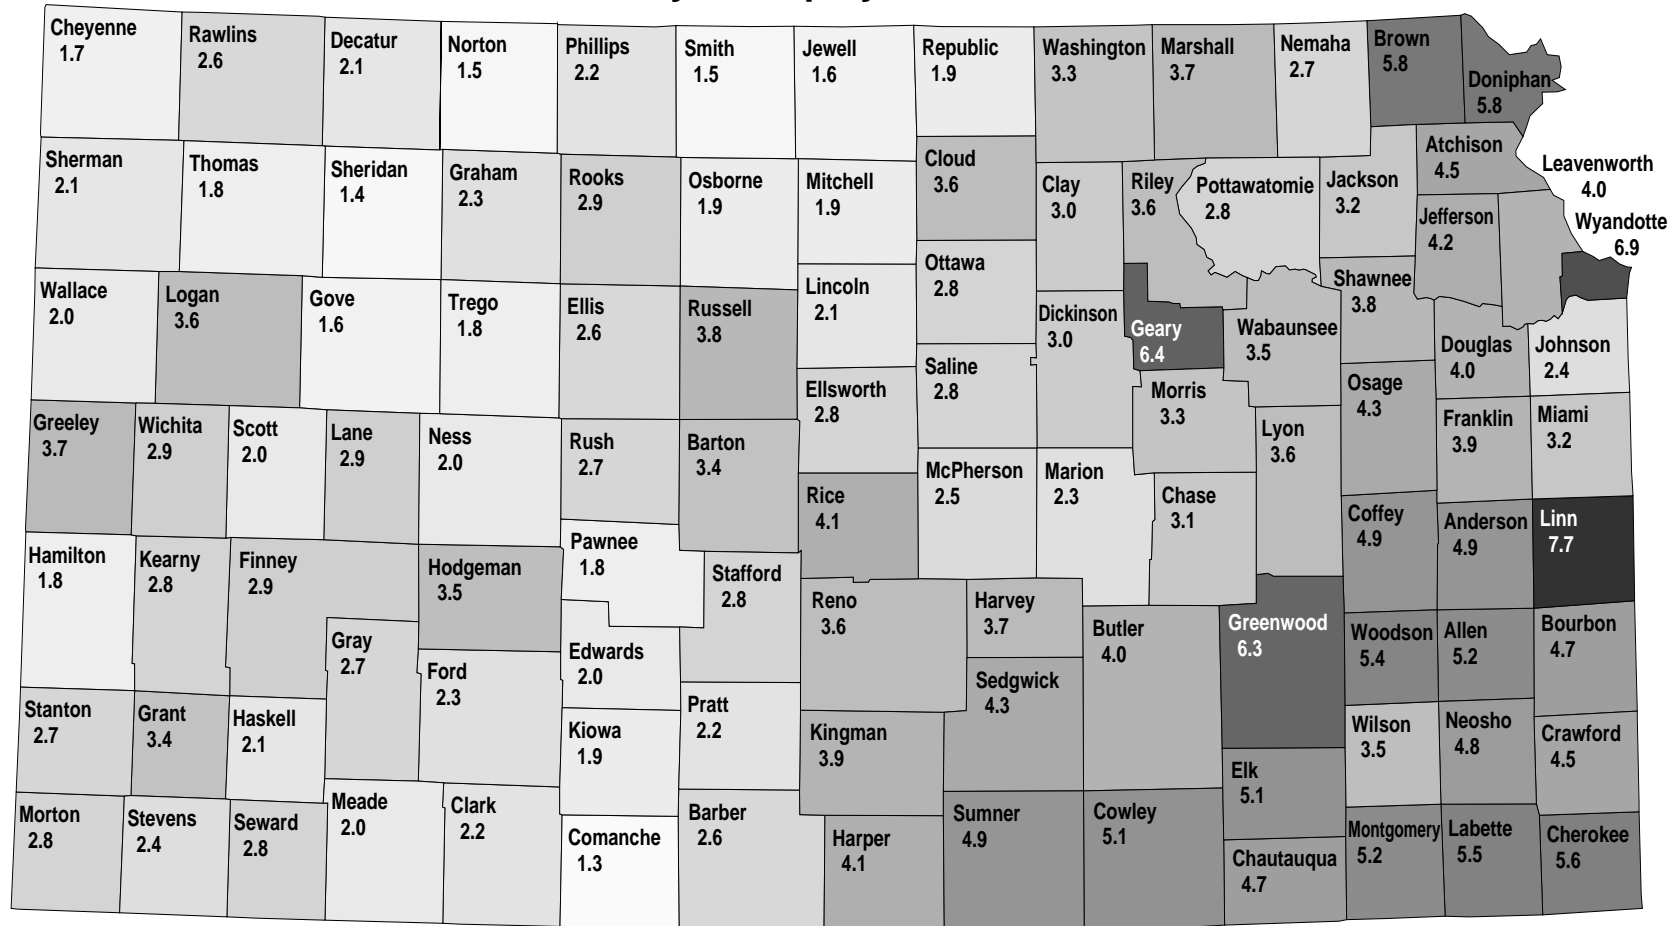 Cheyenne
1.7
Rawlins
2.6
Decatur
2.1
Norton
1.5
Phillips
2.2
Smith
1.5
Jewell
1.6
Republic
1.9
Washington
3.3
Marshall
3.7
Nemaha
2.7
Brown
5.8
Doniphan
5.8
Sherman
2.1
Thomas
1.8
Sheridan
1.4
Graham
2.3
Rooks
2.9
Osborne
1.9
Mitchell
1.9
Cloud
3.6
Clay
3.0
Riley
3.6
Pottawatomie
2.8
Jackson
3.2
Atchison
4.5
Jefferson
4.2
Leavenworth
4.0
Wyandotte
6.9
Wallace
2.0
Logan
3.6
Gove
1.6
Trego
1.8
Ellis
2.6
Russell
3.8
Lincoln
2.1
Ottawa
2.8
Dickinson
3.0
Geary
6.4
Wabaunsee
3.5
Shawnee
3.8
Douglas
4.0
Johnson
2.4
Ellsworth
2.8
Saline
2.8
Morris
3.3
Osage
4.3
Franklin
3.9
Miami
3.2
Greeley
3.7
Wichita
2.9
Scott
2.0
Lane
2.9
Ness
2.0
Rush
2.7
Barton
3.4
Rice
4.1
McPherson
2.5
Marion
2.3
Chase
3.1
Lyon
3.6
Coffey
4.9
Anderson
4.9
Linn
7.7
Hamilton
1.8
Kearny
2.8
Finney
2.9
Hodgeman
3.5
Pawnee
1.8
Stafford
2.8
Reno
3.6
Harvey
3.7
Butler
4.0
Greenwood
6.3
Woodson
5.4
Allen
5.2
Bourbon
4.7
Gray
2.7
Ford
2.3
Edwards
2.0
Sedgwick
4.3
Stanton
2.7
Grant
3.4
Haskell
2.1
Kiowa
1.9
Pratt
2.2
Kingman
3.9
Elk
5.1
Wilson
3.5
Neosho
4.8
Crawford
4.5
Morton
2.8
Stevens
2.4
Seward
2.8
Meade
2.0
Clark
2.2
Comanche
1.3
Barber
2.6
Harper
4.1
Sumner
4.9
Cowley
5.1
Chautauqua
4.7
Montgomery
5.2
Labette
5.5
Cherokee
5.6